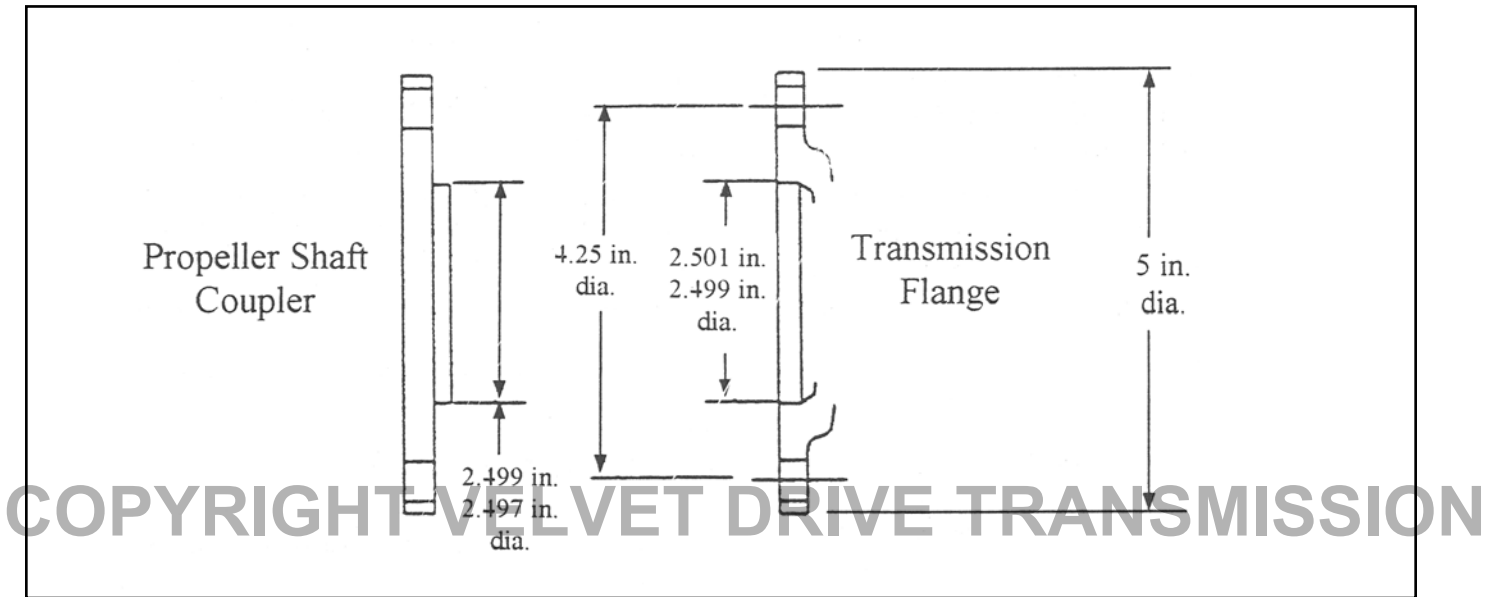 Propeller Shaft
Coupler
4.25 in.
dia.
2.501 in.
2.499 in.
dia.
Transmission
Flange
5 in.
dia.
2.499 in.
2.497 in.
dia.
COPYRIGHT VELVET DRIVE TRANSMISSION